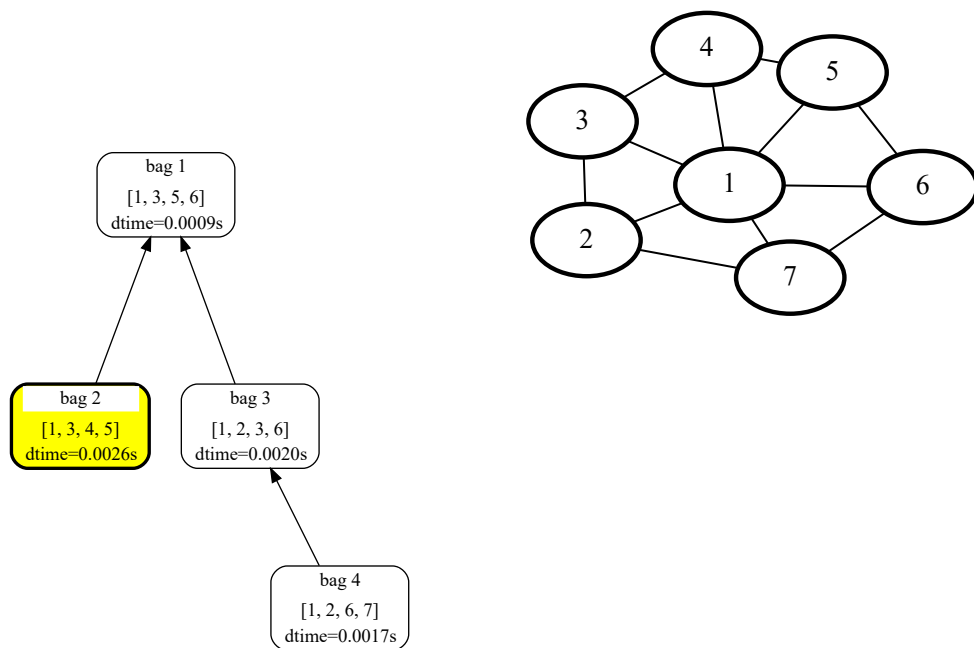 bag 1
[1, 3, 5, 6]
dtime=0.0009s
bag 2
[1, 3, 4, 5]
dtime=0.0026s
bag 3
[1, 2, 3, 6]
dtime=0.0020s
bag 4
[1, 2, 6, 7]
dtime=0.0017s
4
5
3
1
6
2
7